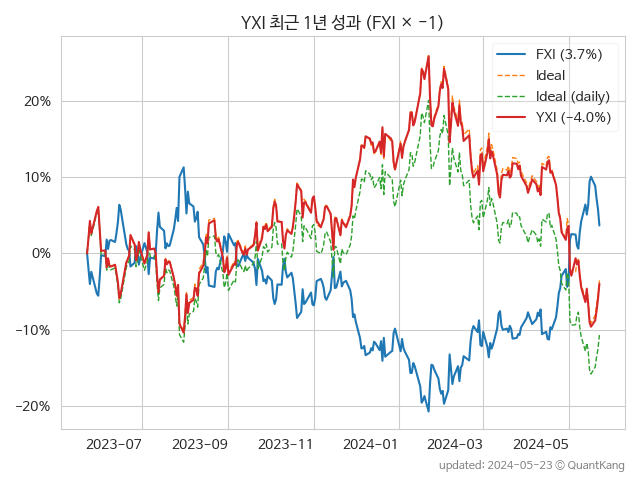 YXI 최근 1년 성과 (FXI × −1)
FXI (3.7%)
Ideal
Ideal (daily)
YXI (−4.0%)
20%
10%
0%
−10%
−20%
2023−07
2023−09
2023−11
2024−01
2024−03
2024−05
updated: 2024-05-23 © QuantKang